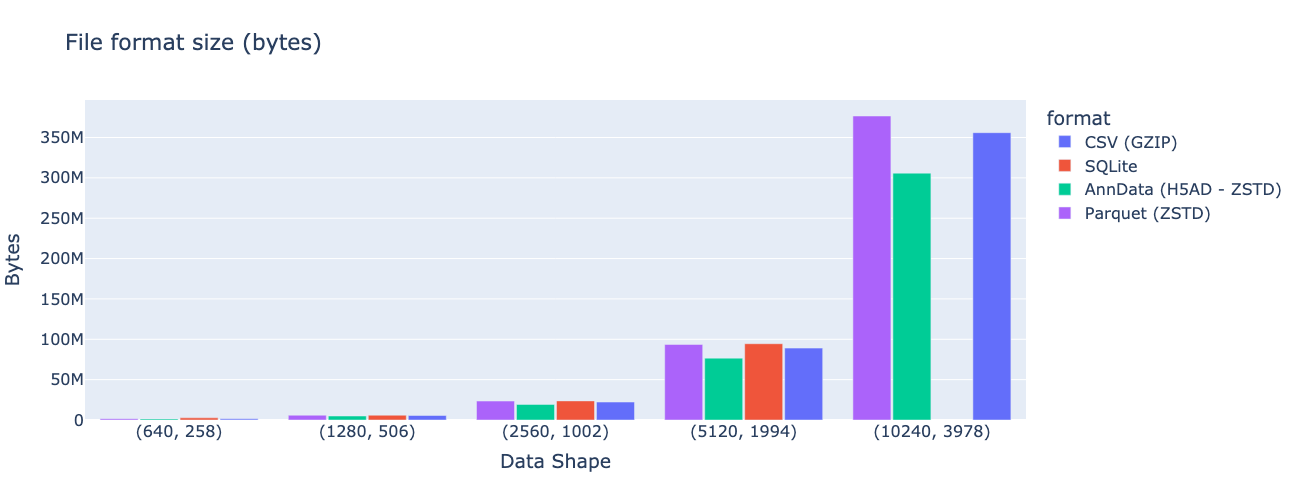 File format size (bytes)
350M
300M
250M
200M
150M
100M
50M
0
Bytes
(640, 258)
(1280, 506)
(2560, 1002)
(5120, 1994)
(10240, 3978)
Data Shape
format
CSV (GZIP)
SQLite
AnnData (H5AD - ZSTD)
Parquet (ZSTD)